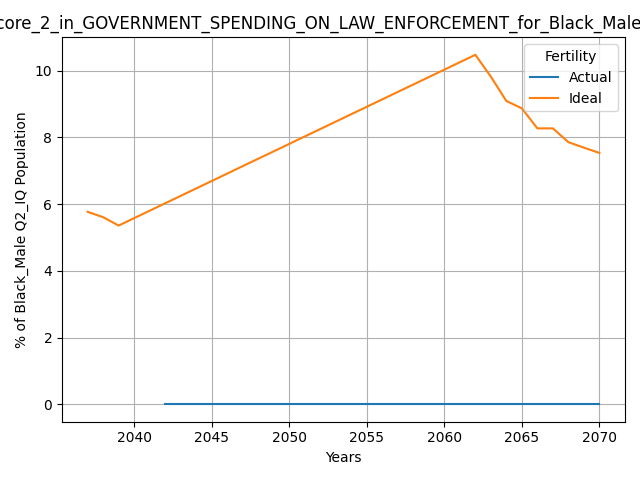 core_2_in_GOVERNMENT_SPENDING_ON_LAW_ENFORCEMENT_for_Black_Male
Fertility
Actual
Ideal
% of Black_Male Q2_IQ Population
10
8
6
4
2
0
2040 2045 2050 2055 2060 2065 2070
Years